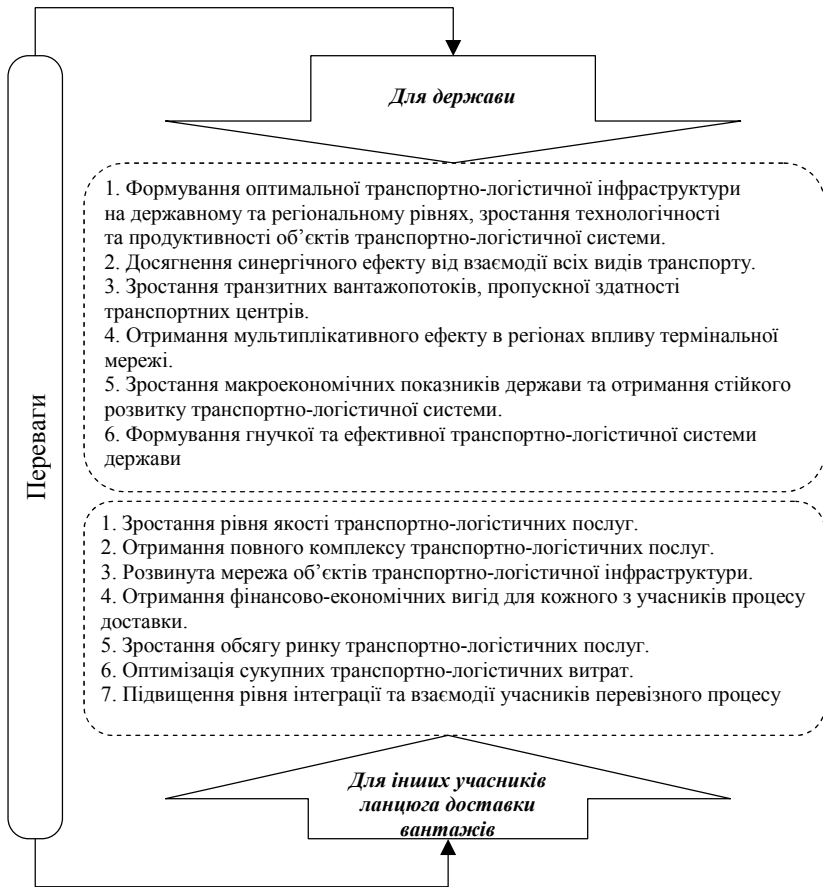 Для держави
1. Формування оптимальної транспортно-логістичної інфраструктури
на державному та регіональному рівнях, зростання технологічності
та продуктивності об’єктів транспортно-логістичної системи.
2. Досягнення синергічного ефекту від взаємодії всіх видів транспорту.
3. Зростання транзитних вантажопотоків, пропускної здатності
транспортних центрів.
4. Отримання мультиплікативного ефекту в регіонах впливу термінальної
мережі.
5. Зростання макроекономічних показників держави та отримання стійкого
розвитку транспортно-логістичної системи.
6. Формування гнучкої та ефективної транспортно-логістичної системи
держави
Переваги
1. Зростання рівня якості транспортно-логістичних послуг.
2. Отримання повного комплексу транспортно-логістичних послуг.
3. Розвинута мережа об’єктів транспортно-логістичної інфраструктури.
4. Отримання фінансово-економічних вигід для кожного з учасників процесу
доставки.
5. Зростання обсягу ринку транспортно-логістичних послуг.
6. Оптимізація сукупних транспортно-логістичних витрат.
7. Підвищення рівня інтеграції та взаємодії учасників перевізного процесу
Для інших учасників
ланцюга доставки
вантажів